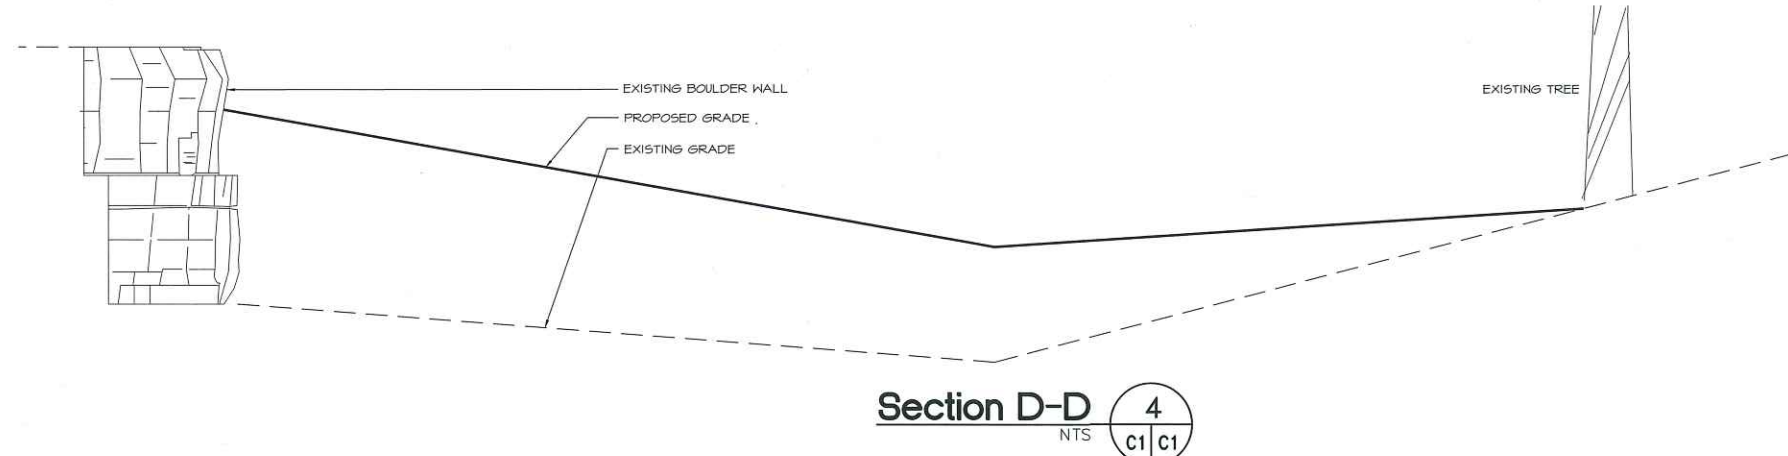 EXISTING BOULDER WALL
EXISTING TREE
PROPOSED GRADE
EXISTING GRADE
Section D-D
NTS
4
C1 C1